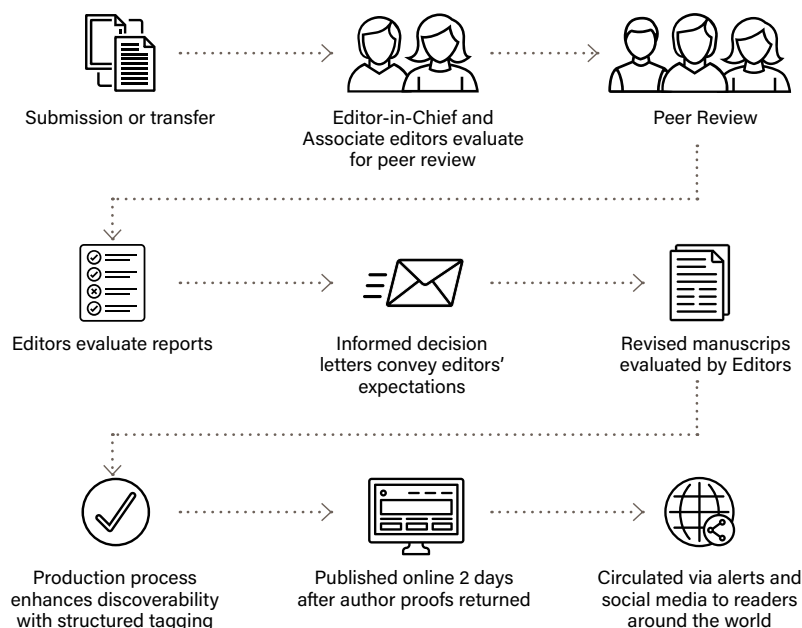 Submission or transfer
Editor-in-Chief and
Associate editors evaluate
for peer review
Peer Review
Editors evaluate reports
Informed decision
letters convey editors'
expectations
Revised manuscrips
evaluated by Editors
Production process
enhances discoverability
with structured tagging
Published online 2 days
after author proofs returned
Circulated via alerts and
social media to readers
around the world